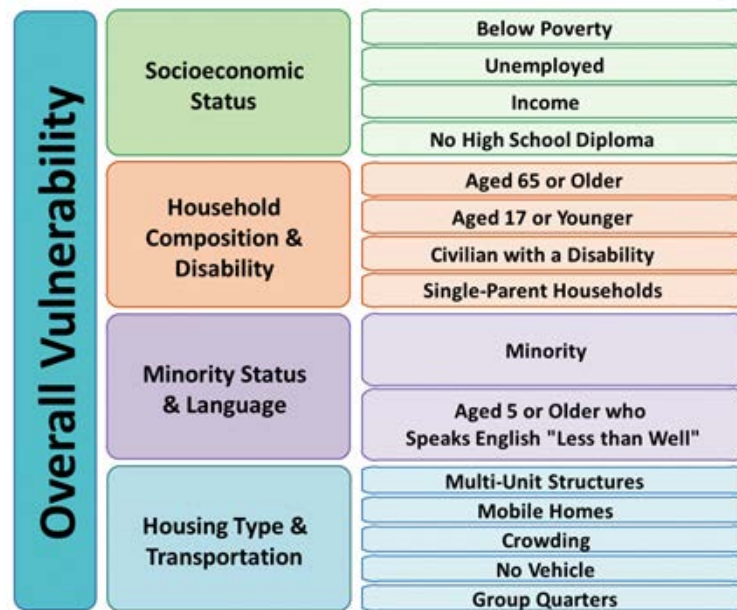 Overall Vulnerability
Socioeconomic
Status
Below Poverty
Unemployed
Income
No High School Diploma
Household
Composition &
Disability
Aged 65 or Older
Aged 17 or Younger
Civilian with a Disability
Single-Parent Households
Minority Status
& Language
Minority
Aged 5 or Older who
Speaks English "Less than Well"
Housing Type &
Transportation
Multi-Unit Structures
Mobile Homes
Crowding
No Vehicle
Group Quarters